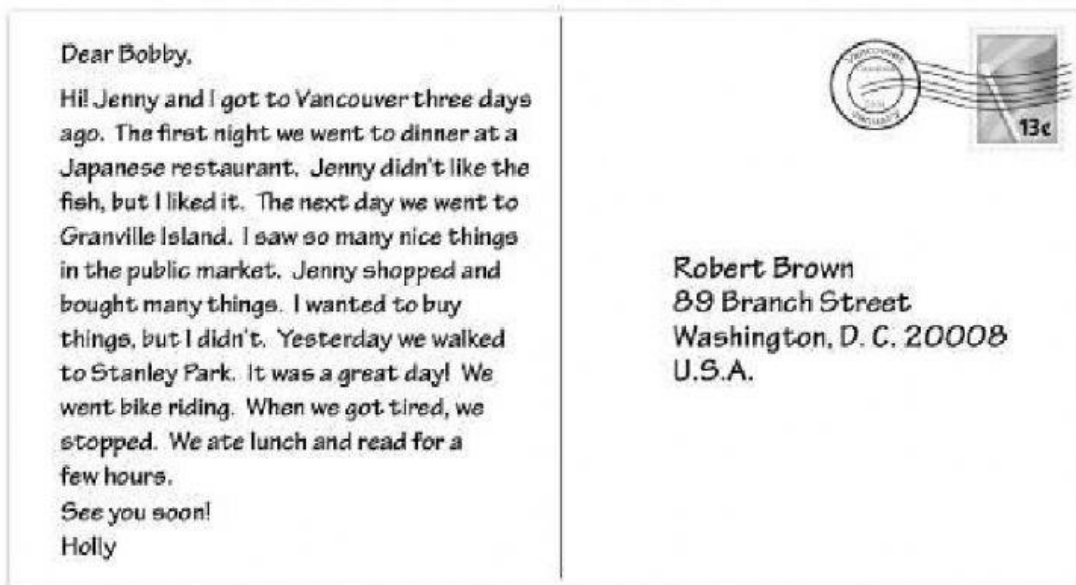 Dear Bobby,
Hi! Jenny and I got to Vancouver three days
ago. The first night we went to dinner at a
Japanese restaurant. Jenny didn't like the
fish, but I liked it. The next day we went to
Granville Island. I saw so many nice things
in the public market. Jenny shopped and
bought many things. I wanted to buy
things, but I didn't. Yesterday we walked
to Stanley Park. It was a great day! We
went bike riding. When we got tired, we
stopped. We ate lunch and read for a
few hours.
See you soon!
Holly
VANCOUVER
13¢
Robert Brown
89 Branch Street
Washington, D. C. 20008
U.S.A.